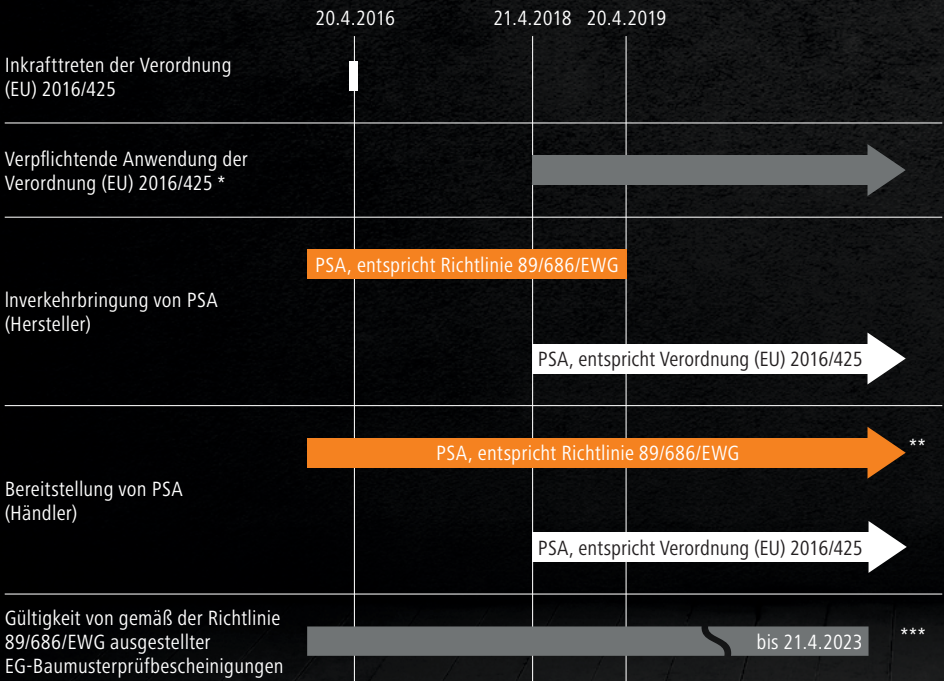 20.4.2016
21.4.2018
20.4.2019
Inkrafttreten der Verordnung
(EU) 2016/425
Verpflichtende Anwendung der
Verordnung (EU) 2016/425 *
PSA, entspricht Richtlinie 89/686/EWG
Inverkehrbringung von PSA
(Hersteller)
PSA, entspricht Verordnung (EU) 2016/425
PSA, entspricht Richtlinie 89/686/EWG
**
Bereitstellung von PSA
(Händler)
PSA, entspricht Verordnung (EU) 2016/425
Gültigkeit von gemäß der Richtlinie
89/686/EWG ausgestellter
EG-Baumusterprüfbescheinigungen
bis 21.4.2023
***